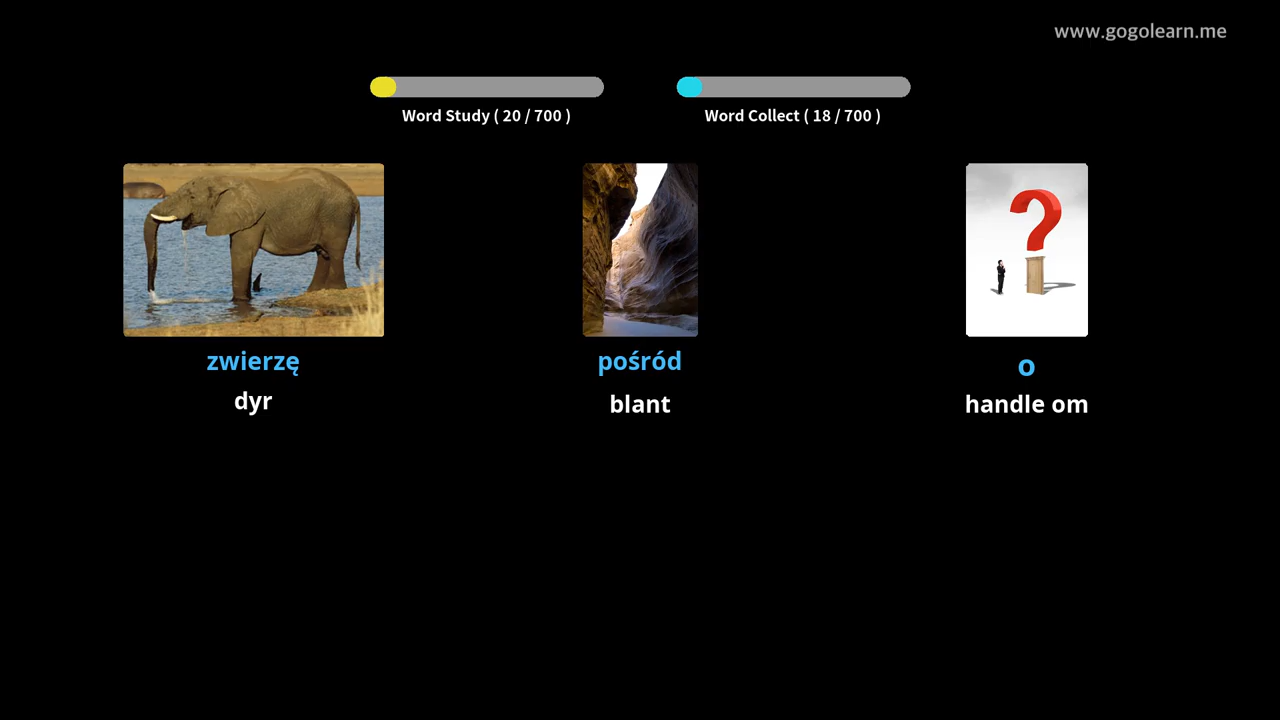 www.gogolearn.me
Word Study ( 20 / 700 )
Word Collect ( 18 / 700 )
zwierzę
dyr
pośród
blant
o
handle om